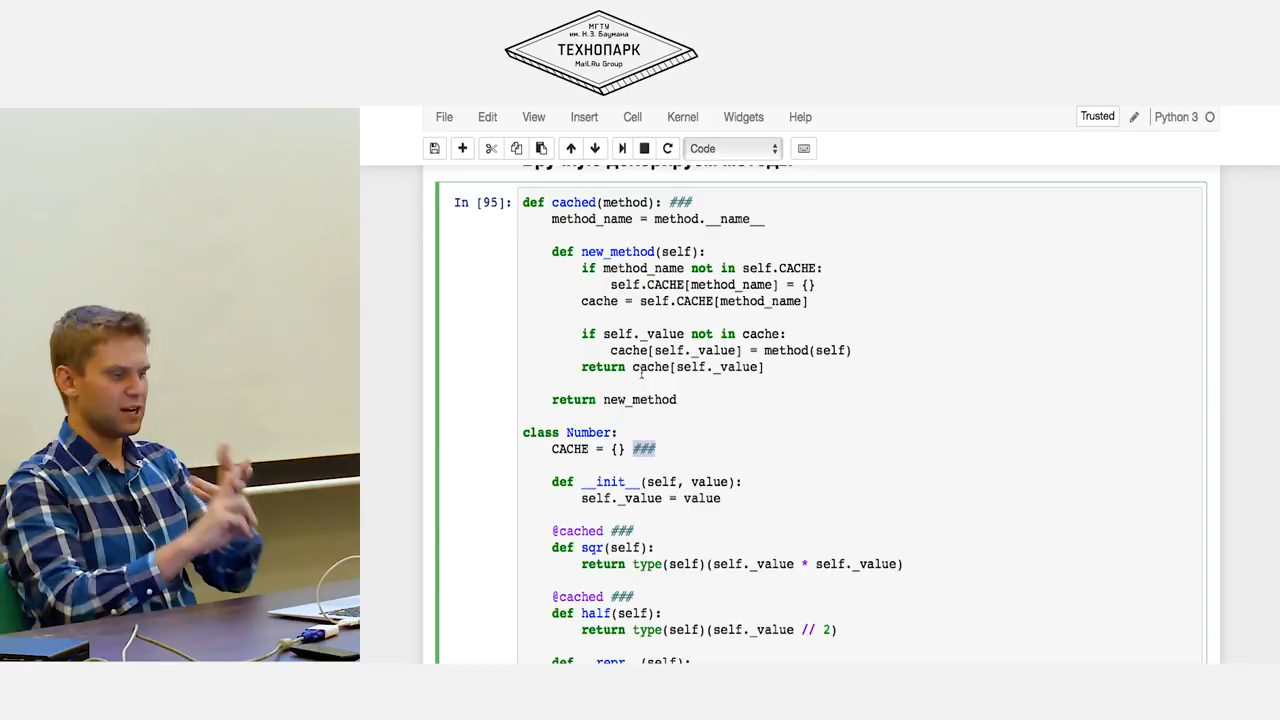 МГТУ
им. Н.Э. Баумана
ТЕХНОПАРК
Mail.Ru Group
File Edit View Insert Cell Kernel Widgets Help
Trusted
Python 3
Code
In [95]:
def cached(method): ###
    method_name = method.__name__
    def new_method(self):
        if method_name not in self.CACHE:
            self.CACHE[method_name] = {}
        cache = self.CACHE[method_name]
        if self._value not in cache:
            cache[self._value] = method(self)
        return cache[self._value]
    return new_method
class Number:
    CACHE = {} ###
    def __init__(self, value):
        self._value = value
    @cached ###
    def sqr(self):
        return type(self)(self._value * self._value)
    @cached ###
    def half(self):
        return type(self)(self._value // 2)
    def __repr__(self):